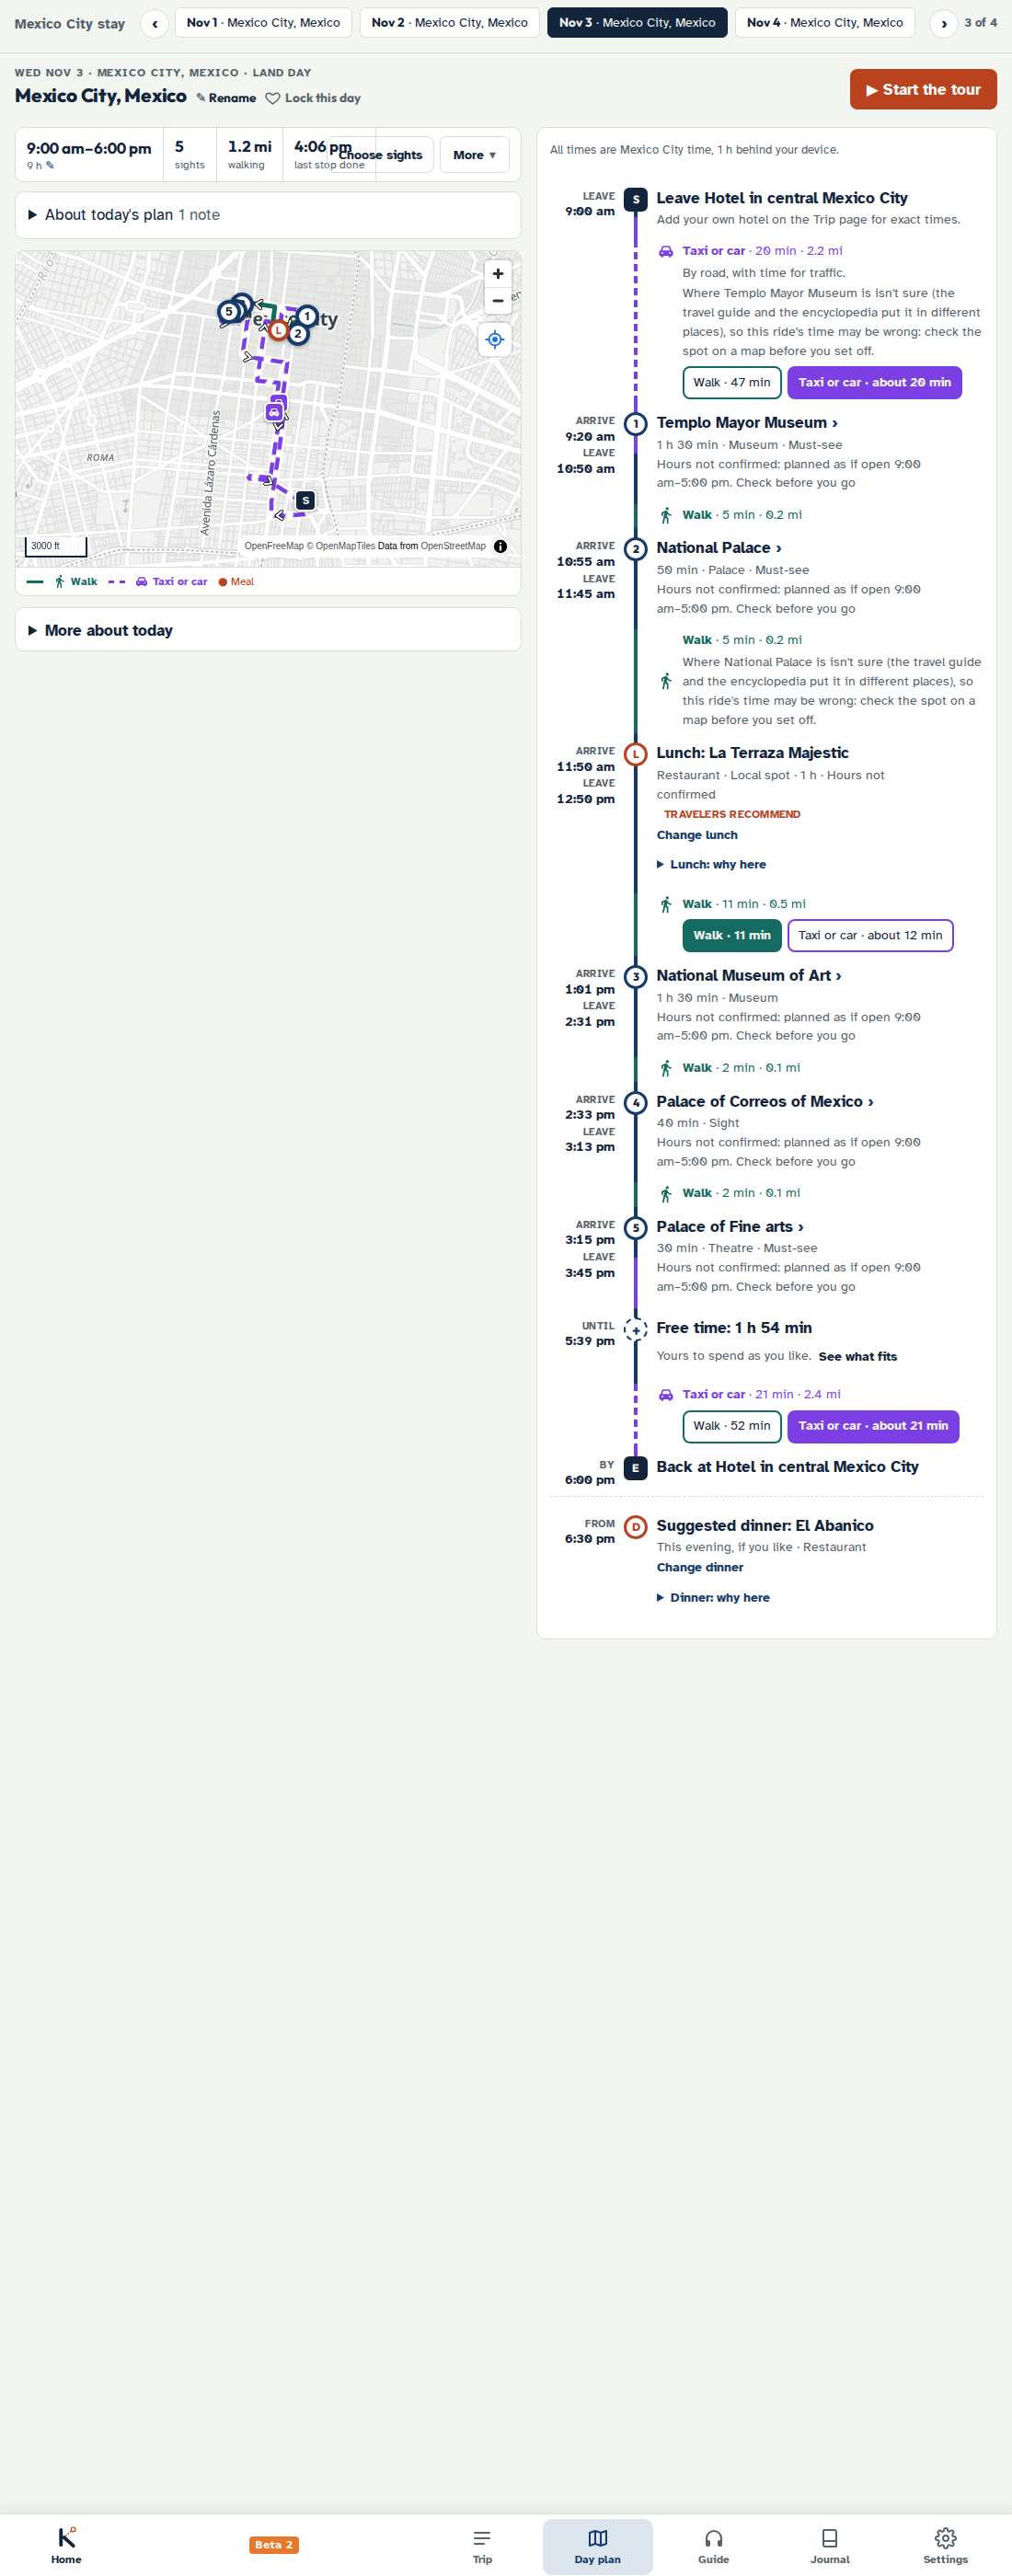 Mexico City stay
‹
Nov 1 · Mexico City, Mexico
Nov 2 · Mexico City, Mexico
Nov 3 · Mexico City, Mexico
Nov 4 · Mexico City, Mexico
›
3 of 4
WED NOV 3 · MEXICO CITY, MEXICO · LAND DAY
Mexico City, Mexico ✎ Rename Lock this day
▶ Start the tour
9:00 am–6:00 pm
9 h ✎
5
sights
1.2 mi
walking
4:06 pm
last stop done
Choose sights
More ▼
▶ About today's plan 1 note
5
1
2
L
S
ROMA
Avenida Lázaro Cárdenas
+
−
3000 ft
OpenFreeMap © OpenMapTiles Data from OpenStreetMap
Walk
Taxi or car
Meal
▶ More about today
All times are Mexico City time, 1 h behind your device.
LEAVE
9:00 am
S
Leave Hotel in central Mexico City
Add your own hotel on the Trip page for exact times.
Taxi or car · 20 min · 2.2 mi
By road, with time for traffic.
Where Templo Mayor Museum is isn't sure (the
travel guide and the encyclopedia put it in different
places), so this ride's time may be wrong: check the
spot on a map before you set off.
Walk · 47 min
Taxi or car · about 20 min
ARRIVE
9:20 am
LEAVE
10:50 am
1
Templo Mayor Museum ›
1 h 30 min · Museum · Must-see
Hours not confirmed: planned as if open 9:00
am–5:00 pm. Check before you go
Walk · 5 min · 0.2 mi
ARRIVE
10:55 am
LEAVE
11:45 am
2
National Palace ›
50 min · Palace · Must-see
Hours not confirmed: planned as if open 9:00
am–5:00 pm. Check before you go
Walk · 5 min · 0.2 mi
Where National Palace is isn't sure (the travel guide
and the encyclopedia put it in different places), so
this ride's time may be wrong: check the spot on a
map before you set off.
ARRIVE
11:50 am
LEAVE
12:50 pm
L
Lunch: La Terraza Majestic
Restaurant · Local spot · 1 h · Hours not
confirmed
TRAVELERS RECOMMEND
Change lunch
▶ Lunch: why here
Walk · 11 min · 0.5 mi
Walk · 11 min
Taxi or car · about 12 min
ARRIVE
1:01 pm
LEAVE
2:31 pm
3
National Museum of Art ›
1 h 30 min · Museum
Hours not confirmed: planned as if open 9:00
am–5:00 pm. Check before you go
Walk · 2 min · 0.1 mi
ARRIVE
2:33 pm
LEAVE
3:13 pm
4
Palace of Correos of Mexico ›
40 min · Sight
Hours not confirmed: planned as if open 9:00
am–5:00 pm. Check before you go
Walk · 2 min · 0.1 mi
ARRIVE
3:15 pm
LEAVE
3:45 pm
5
Palace of Fine arts ›
30 min · Theatre · Must-see
Hours not confirmed: planned as if open 9:00
am–5:00 pm. Check before you go
UNTIL
5:39 pm
+
Free time: 1 h 54 min
Yours to spend as you like. See what fits
Taxi or car · 21 min · 2.4 mi
Walk · 52 min
Taxi or car · about 21 min
BY
6:00 pm
E
Back at Hotel in central Mexico City
FROM
6:30 pm
D
Suggested dinner: El Abanico
This evening, if you like · Restaurant
Change dinner
▶ Dinner: why here
Home
Beta 2
Trip
Day plan
Guide
Journal
Settings